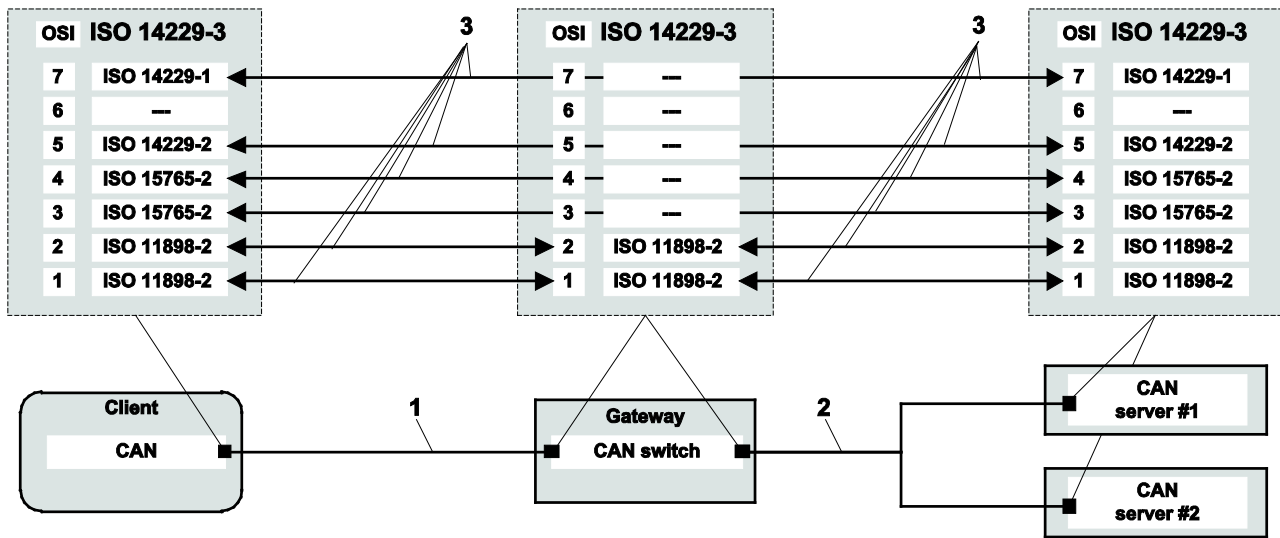 3
3
OSI ISO 14229-3
7 ISO 14229-1
6 ---
5 ISO 14229-2
4 ISO 15765-2
3 ISO 15765-2
2 ISO 11898-2
1 ISO 11898-2
OSI ISO 14229-3
7 ---
6 ---
5 ---
4 ---
3 ---
2 ISO 11898-2
1 ISO 11898-2
OSI ISO 14229-3
7 ISO 14229-1
6 ---
5 ISO 14229-2
4 ISO 15765-2
3 ISO 15765-2
2 ISO 11898-2
1 ISO 11898-2
Client
CAN
1
Gateway
CAN switch
2
CAN
server #1
CAN
server #2